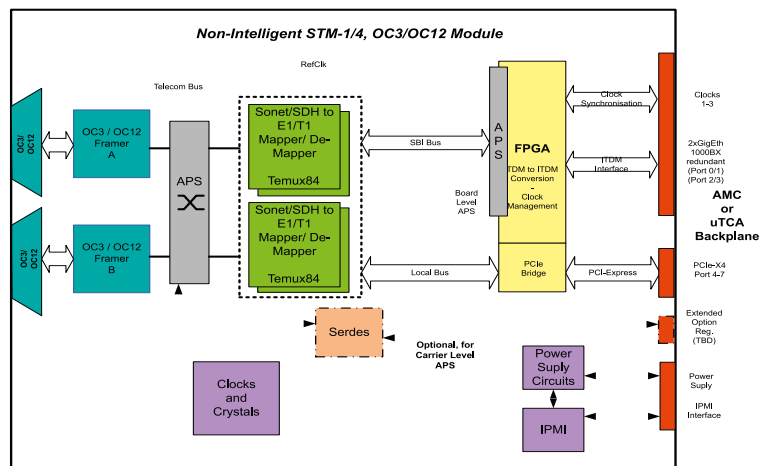 Non-Intelligent STM-1/4, OC3/OC12 Module
RefClk
Telecom Bus
OC3/
OC12
OC3 / OC12
Framer
A
APS
Sonet/SDH to
E1/T1
Mapper/ De-
Mapper
Temux84
SBI Bus
APS
FPGA
TDM to ITDM
Conversion
-
Clock
Management
Board
Level
APS
Clock
Synchronisation
ITDM
Interface
Clocks
1-3
2xGigEth
1000BX
redundant
(Port 0/1)
(Port 2/3)
AMC
or
uTCA
Backplane
OC3/
OC12
OC3 / OC12
Framer
B
Sonet/SDH to
E1/T1
Mapper/ De-
Mapper
Temux84
Local Bus
PCIe
Bridge
PCI-Express
PCIe-X4
Port 4-7
Serdes
Optional, for
Carrier Level
APS
Extended
Option
Reg.
(TBD)
Clocks
and
Crystals
Power
Suply
Circuits
IPMI
Power
Suply
IPMI
Interface